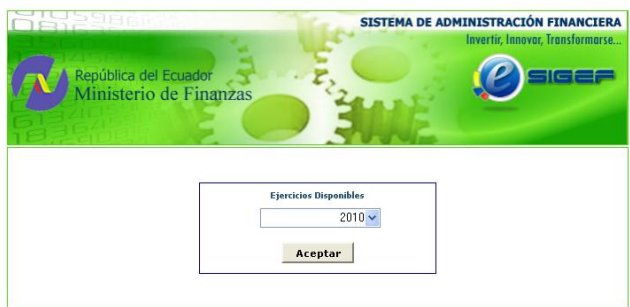 SISTEMA DE ADMINISTRACIÓN FINANCIERA
Invertir, Innovar, Transformarse...
República del Ecuador
Ministerio de Finanzas
e SIGEF
Ejercicios Disponibles
2010
Aceptar